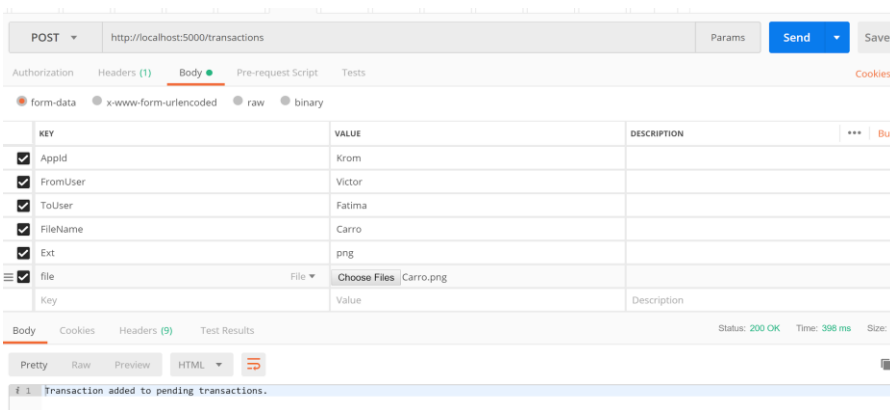 POST http://localhost:5000/transactions Params Send Save
Authorization Headers (1) Body Pre-request Script Tests Cookies
form-data x-www-form-urlencoded raw binary
KEY VALUE DESCRIPTION ••• Bu
AppId Krom
FromUser Victor
ToUser Fatima
FileName Carro
Ext png
file File Choose Files Carro.png
Key Value Description
Body Cookies Headers (9) Test Results Status: 200 OK Time: 398 ms Size:
Pretty Raw Preview HTML
i 1 Transaction added to pending transactions.